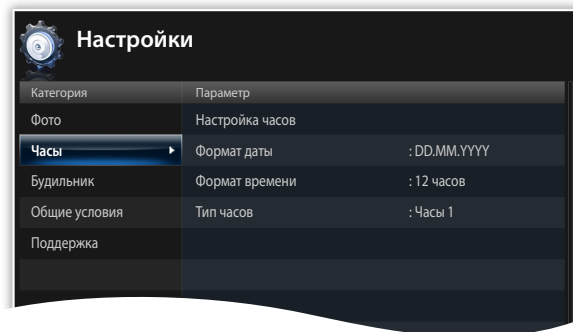 Настройки
Категория Параметр
Фото Настройка часов
Часы Формат даты : DD.MM.YYYY
Будильник Формат времени : 12 часов
Общие условия Тип часов : Часы 1
Поддержка